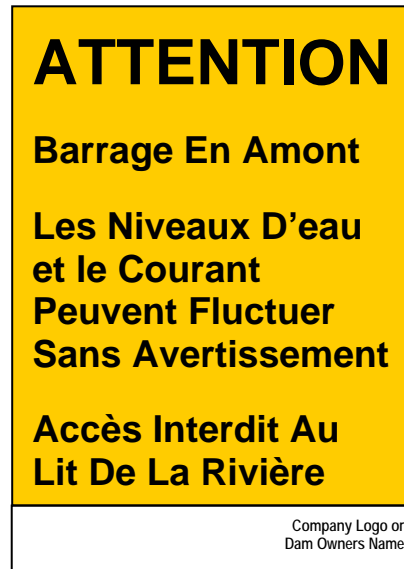 ATTENTION
Barrage En Amont
Les Niveaux D’eau
et le Courant
Peuvent Fluctuer
Sans Avertissement
Accès Interdit Au
Lit De La Rivière
Company Logo or
Dam Owners Name